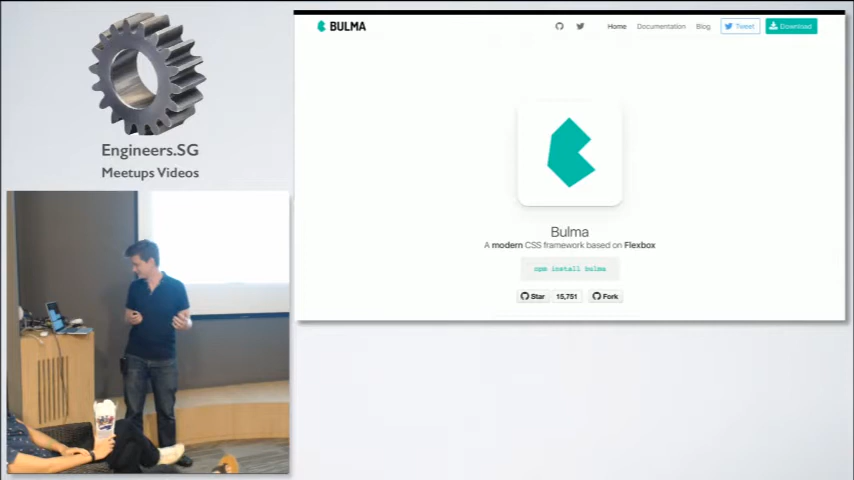 Engineers.SG
Meetups Videos
BULMA
Home
Documentation
Blog
Tweet
Download
Bulma
A modern CSS framework based on Flexbox
npm install bulma
Star
15,751
Fork